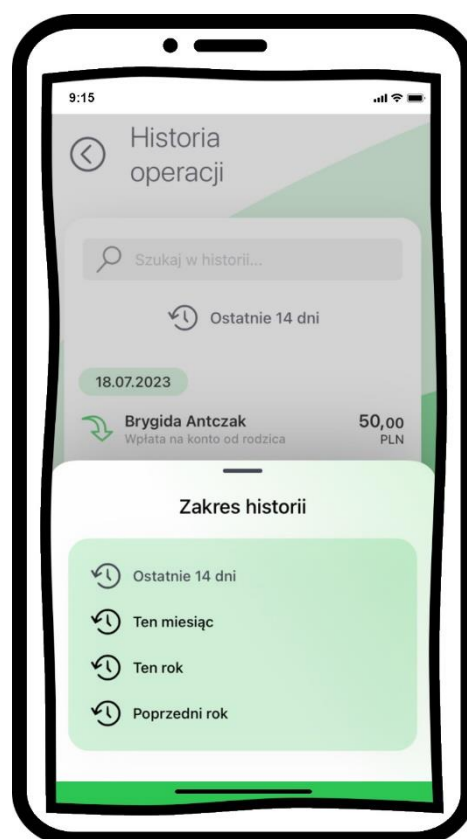 9:15
Historia
operacji
Szukaj w historii...
Ostatnie 14 dni
18.07.2023
Brygida Antczak 50,00
Wpłata na konto od rodzica PLN
Zakres historii
Ostatnie 14 dni
Ten miesiąc
Ten rok
Poprzedni rok